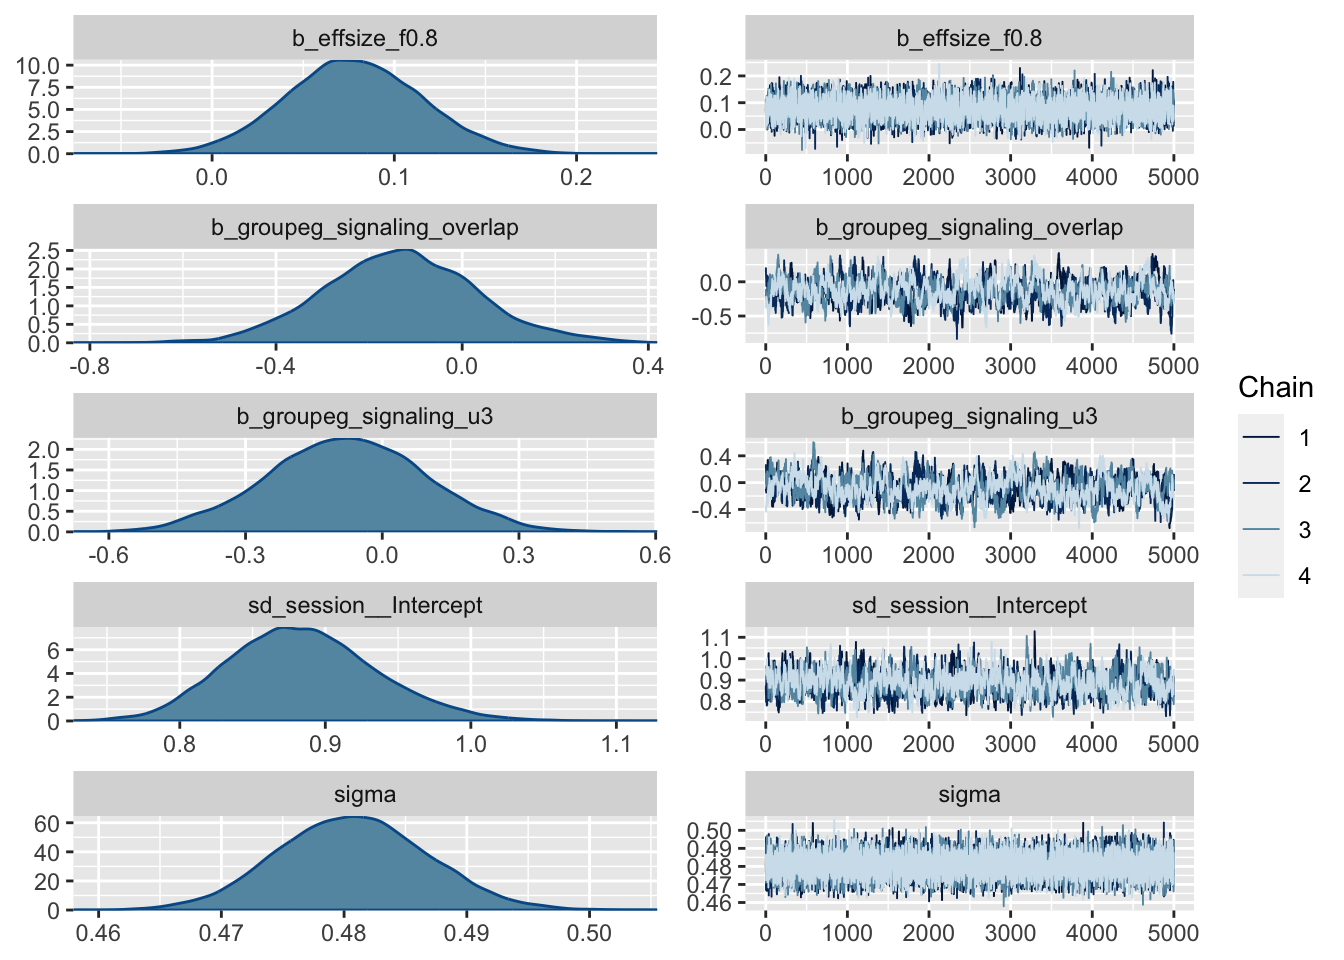 b_effsize_f0.8
10.0
7.5
5.0
2.5
0.0
0.0 0.1 0.2
b_effsize_f0.8
0.2
0.1
0.0
0 1000 2000 3000 4000 5000
b_groupeg_signaling_overlap
2.5
2.0
1.5
1.0
0.5
0.0
-0.8 -0.4 0.0 0.4
b_groupeg_signaling_overlap
0.0
-0.5
0 1000 2000 3000 4000 5000
b_groupeg_signaling_u3
2.0
1.5
1.0
0.5
0.0
-0.6 -0.3 0.0 0.3 0.6
b_groupeg_signaling_u3
0.4
0.0
-0.4
0 1000 2000 3000 4000 5000
sd_session__Intercept
6
4
2
0
0.8 0.9 1.0 1.1
sd_session__Intercept
1.1
1.0
0.9
0.8
0 1000 2000 3000 4000 5000
sigma
60
40
20
0
0.46 0.47 0.48 0.49 0.50
sigma
0.50
0.49
0.48
0.47
0.46
0 1000 2000 3000 4000 5000
Chain
1
2
3
4